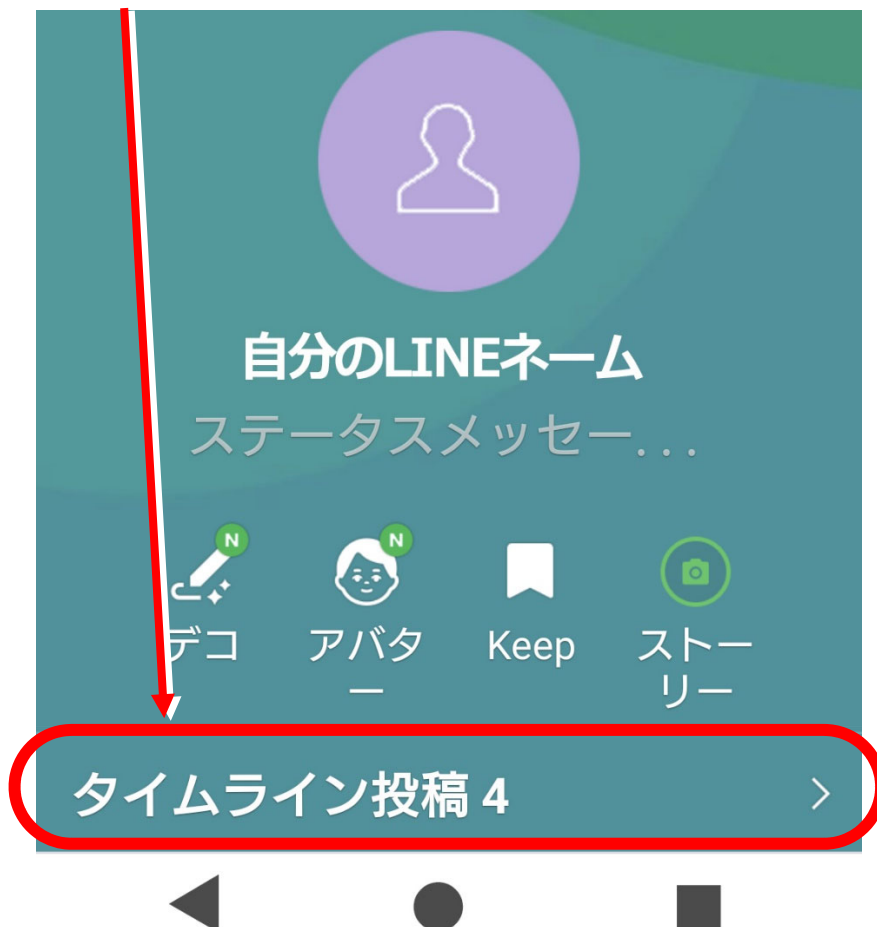 自分のLINEネーム
ステータスメッセー...
N
N
デコ
アバタ
ー
Keep
ストー
リー
タイムライン投稿 4